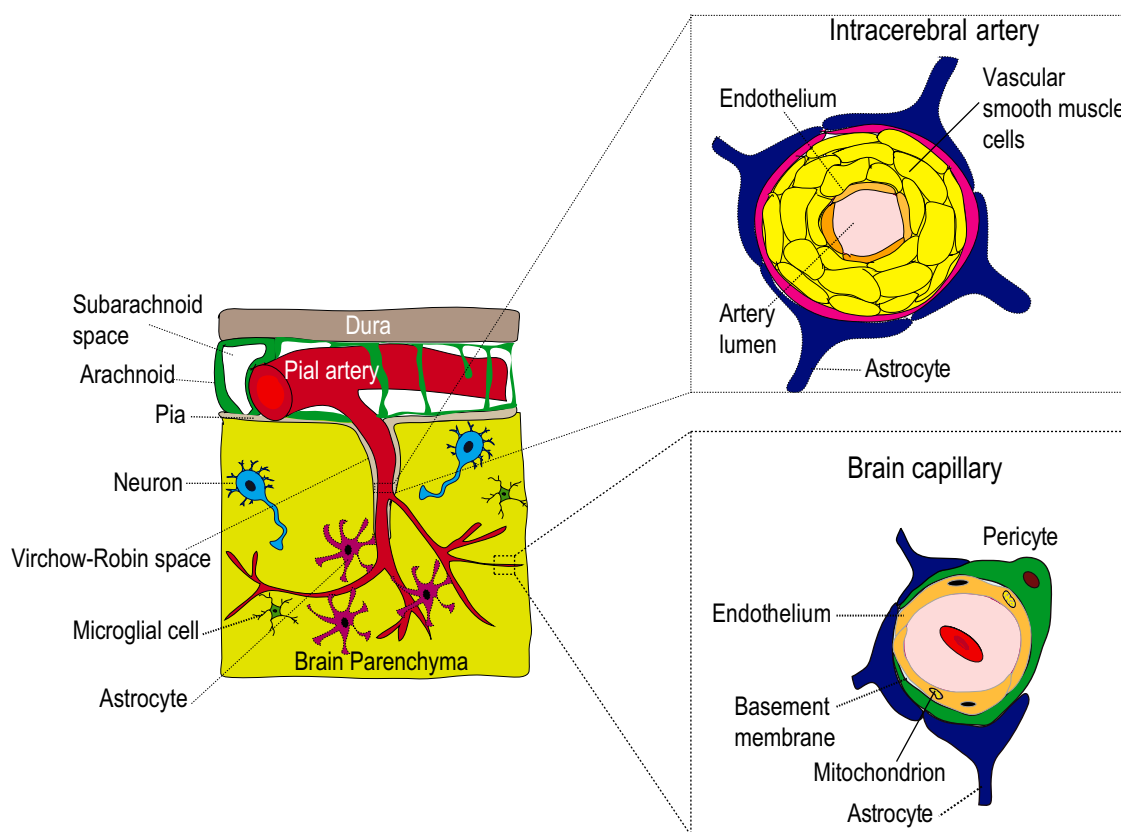 Intracerebral artery
Endothelium
Vascular
smooth muscle
cells
Artery
lumen
Astrocyte
Subarachnoid
space
Dura
Arachnoid
Pial artery
Pia
Neuron
Virchow-Robin space
Microglial cell
Brain Parenchyma
Astrocyte
Brain capillary
Pericyte
Endothelium
Basement
membrane
Mitochondrion
Astrocyte